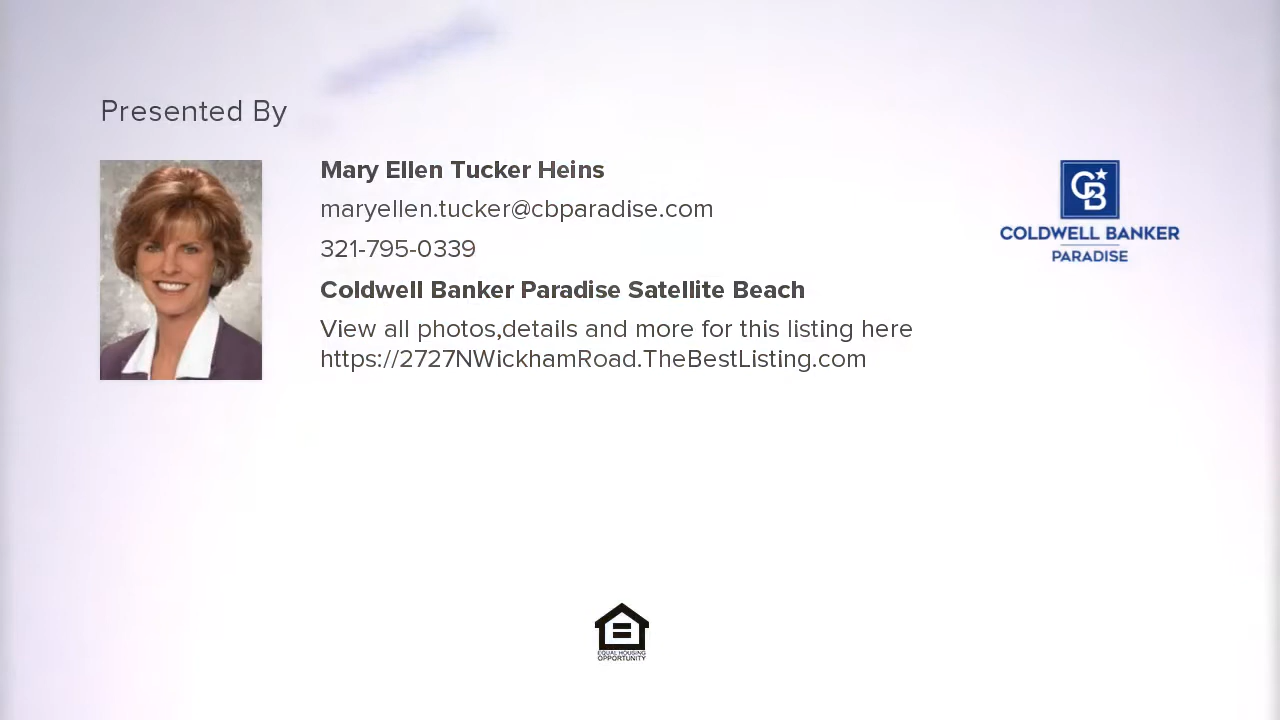 Presented By
Mary Ellen Tucker Heins
maryellen.tucker@cbparadise.com
321-795-0339
Coldwell Banker Paradise Satellite Beach
View all photos,details and more for this listing here
https://2727NWickhamRoad.TheBestListing.com
CB
COLDWELL BANKER
PARADISE
EQUAL HOUSING
OPPORTUNITY